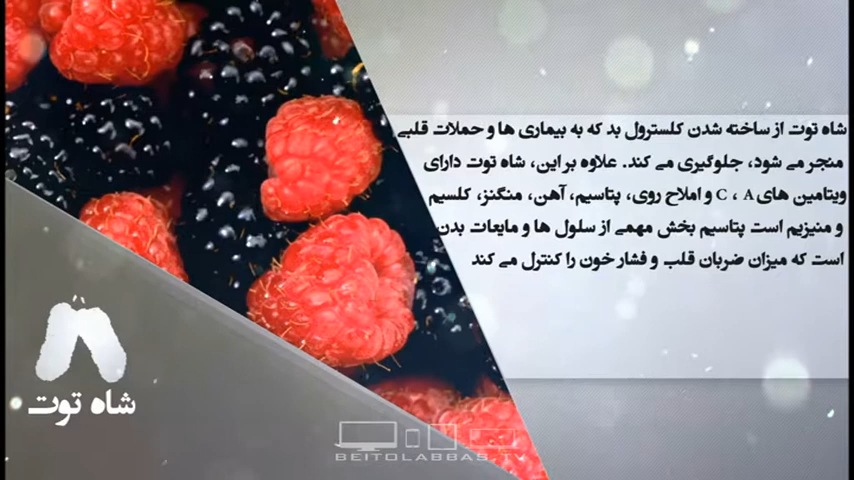 شاه توت از ساخته شدن کلسترول بد که به بیماری ها و حملات قلبی
منجر می شود، جلوگیری می کند. علاوه بر این، شاه توت دارای
ویتامین های A ، C و املاح روی، پتاسیم، آهن، منگنز، کلسیم
و منیزیم است پتاسیم بخش مهمی از سلول ها و مایعات بدن
است که میزان ضربان قلب و فشار خون را کنترل می کند
۸
شاه توت
BEITOLABBAS.TV